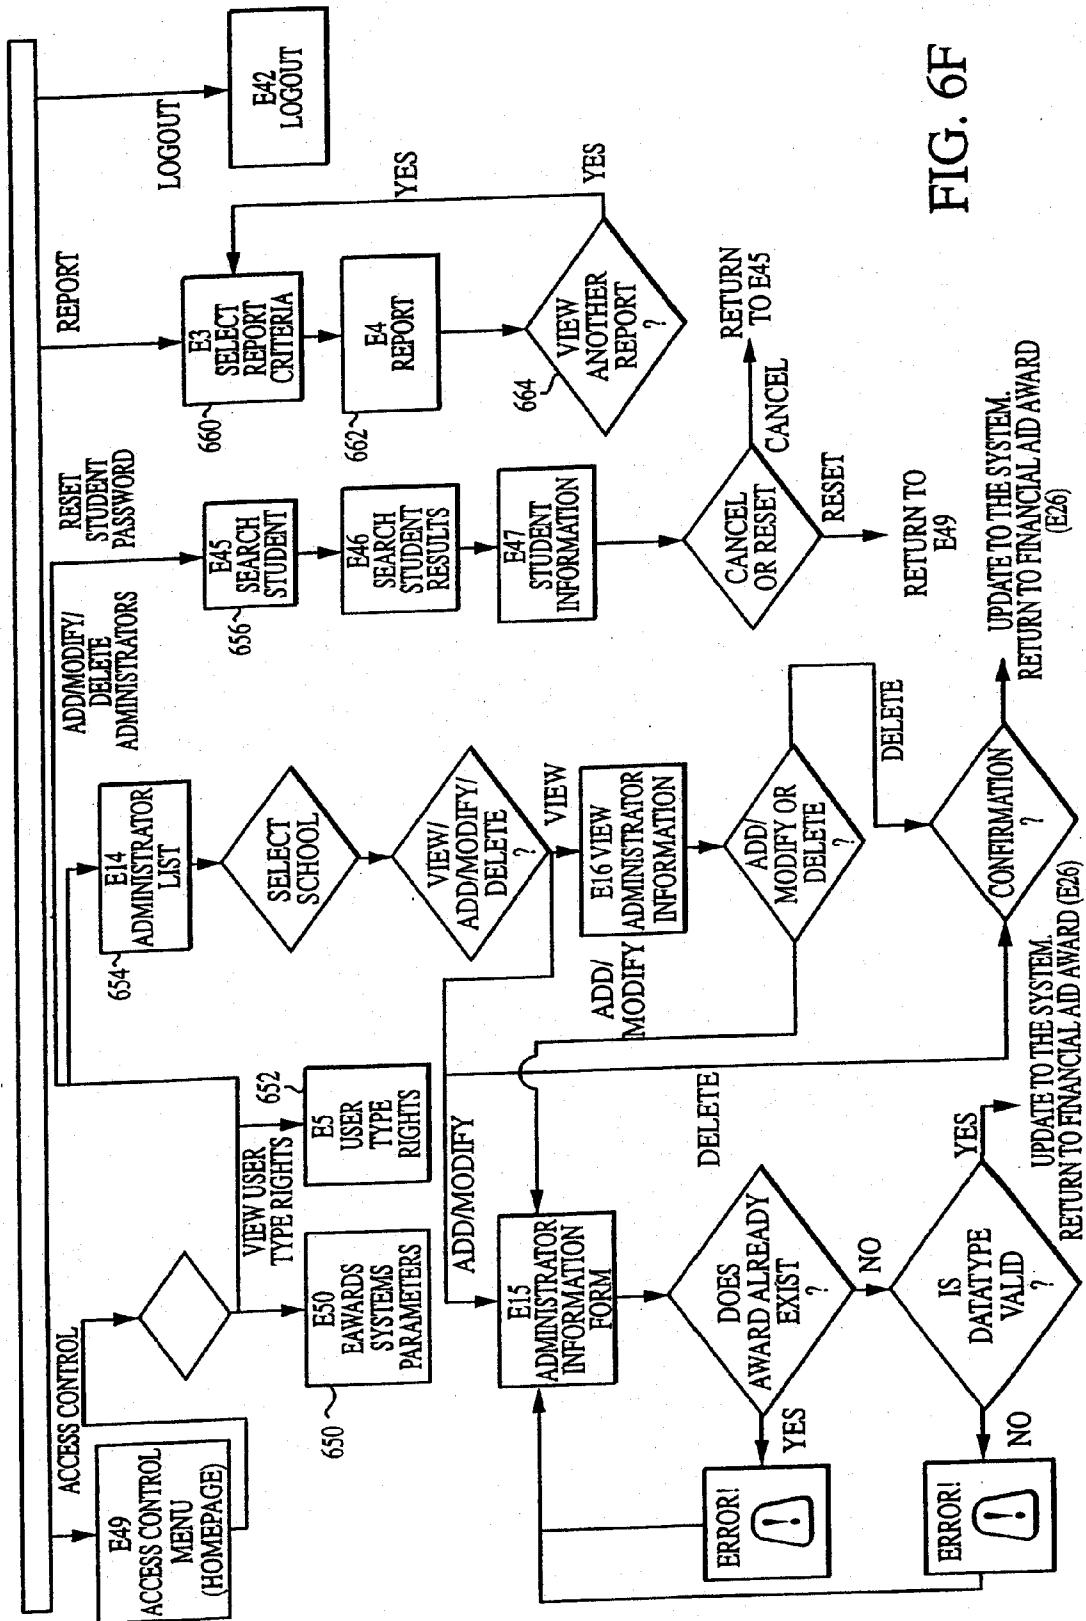 ACCESS CONTROL
ADD/MODIFY/
DELETE
ADMINISTRATORS
RESET
STUDENT
PASSWORD
REPORT
LOGOUT
E49
ACCESS CONTROL
MENU
(HOMEPAGE)
VIEW USER
TYPE RIGHTS
650
E50
EAWARDS
SYSTEMS
PARAMETERS
652
E5
USER
TYPE
RIGHTS
654
E14
ADMINISTRATOR
LIST
SELECT
SCHOOL
VIEW/
ADD/MODIFY/
DELETE
?
VIEW
ADD/MODIFY
E16 VIEW
ADMINISTRATOR
INFORMATION
ADD/
MODIFY
ADD/
MODIFY OR
DELETE
?
DELETE
E15
ADMINISTRATOR
INFORMATION
FORM
DELETE
DOES
AWARD ALREADY
EXIST
?
YES
NO
ERROR!
!
IS
DATATYPE
VALID
?
YES
NO
ERROR!
!
UPDATE TO THE SYSTEM.
RETURN TO FINANCIAL AID AWARD (E26)
CONFIRMATION
?
UPDATE TO THE SYSTEM.
RETURN TO FINANCIAL AID AWARD
(E26)
656
E45
SEARCH
STUDENT
E46
SEARCH
STUDENT
RESULTS
E47
STUDENT
INFORMATION
CANCEL
OR RESET
CANCEL
RETURN
TO E45
RESET
RETURN TO
E49
660
E3
SELECT
REPORT
CRITERIA
662
E4
REPORT
664
VIEW
ANOTHER
REPORT
?
YES
YES
E42
LOGOUT
FIG. 6F